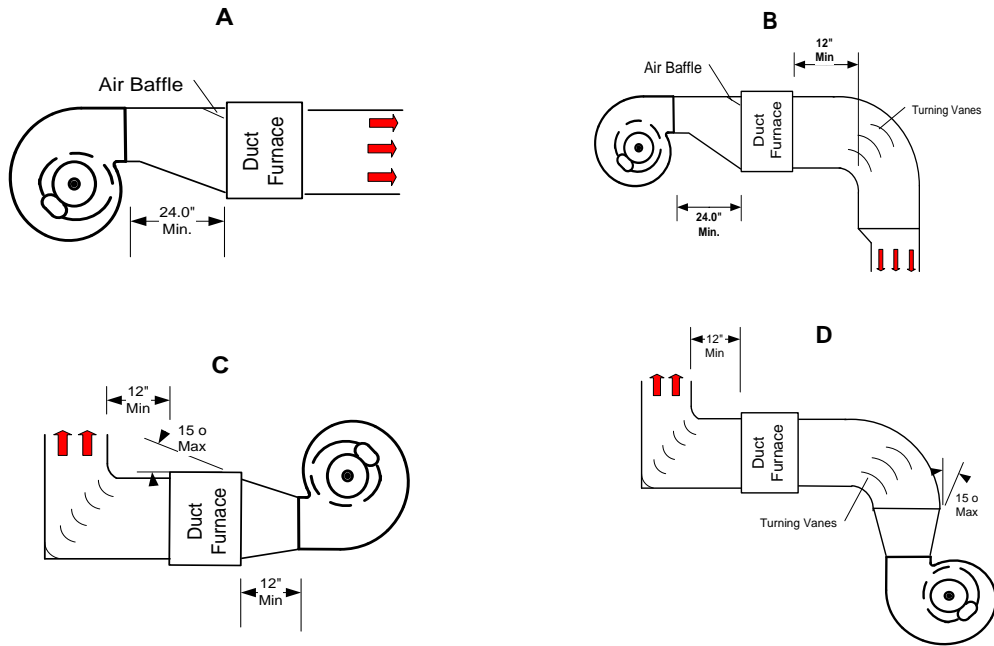 A
Air Baffle
Duct
Furnace
24.0"
Min.
B
12"
Min
Air Baffle
Turning Vanes
Duct
Furnace
24.0"
Min.
C
12"
Min
15 o
Max
Duct
Furnace
12"
Min
D
12"
Min
Duct
Furnace
Turning Vanes
15 o
Max